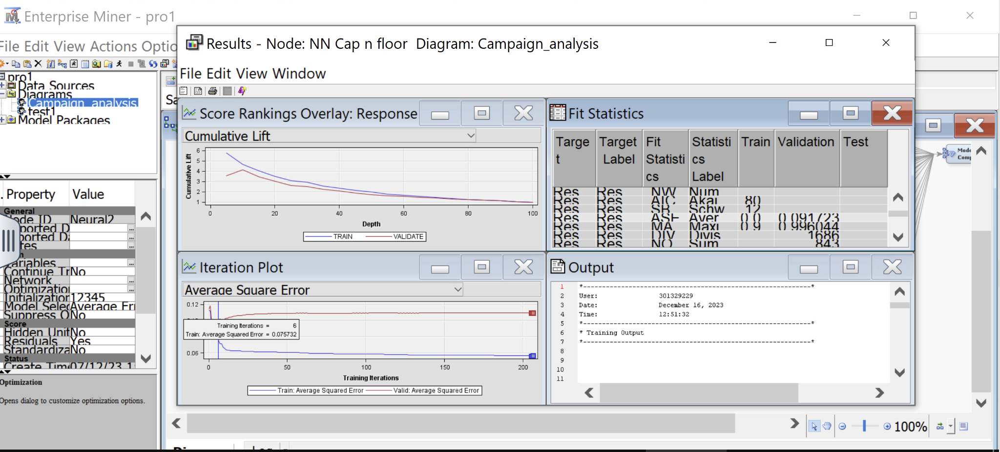 Enterprise Miner - pro1
File Edit View Actions Optio
pro1
Data Sources
Diagrams
Campaign_analysis
test1
Model Packages
. Property Value
General
Node ID Neural2
Variables
Continue Tr No
Network
Optimization
Initialization 12345
Model Selec Average Err
Suppress O No
Score
Hidden Unit No
Residuals Yes
Standardiza No
Status
Create Time 07/12/23 1
Optimization
Opens dialog to customize optimization options.
Results - Node: NN Cap n floor Diagram: Campaign_analysis
File Edit View Window
Score Rankings Overlay: Response
Cumulative Lift
Cumulative Lift
6
5
4
3
2
1
0 20 40 60 80 100
Depth
TRAIN VALIDATE
Fit Statistics
Target Target Label Fit Statistics Statistics Label Train Validation Test
Res Res NW Num
Res Res AIC Akai 80
Res Res SB Schw 12
Res Res ASE Aver 0.0 0.091723
Res Res MA Maxi 0.9 0.996044
Res Res DIV Divis 1686
Res Res NO Sum 843
Iteration Plot
Average Square Error
0.12
0.06
Training Iterations = 6
Train: Average Squared Error = 0.075732
0 50 100 150 200
Training Iterations
Train: Average Squared Error Valid: Average Squared Error
Output
1 *------------------------------------------------------------*
2 User: 301329229
3 Date: December 16, 2023
4 Time: 12:51:32
5 *------------------------------------------------------------*
6 * Training Output
7 *------------------------------------------------------------*
8
9
10
11
Mode
Comp
100%
Log